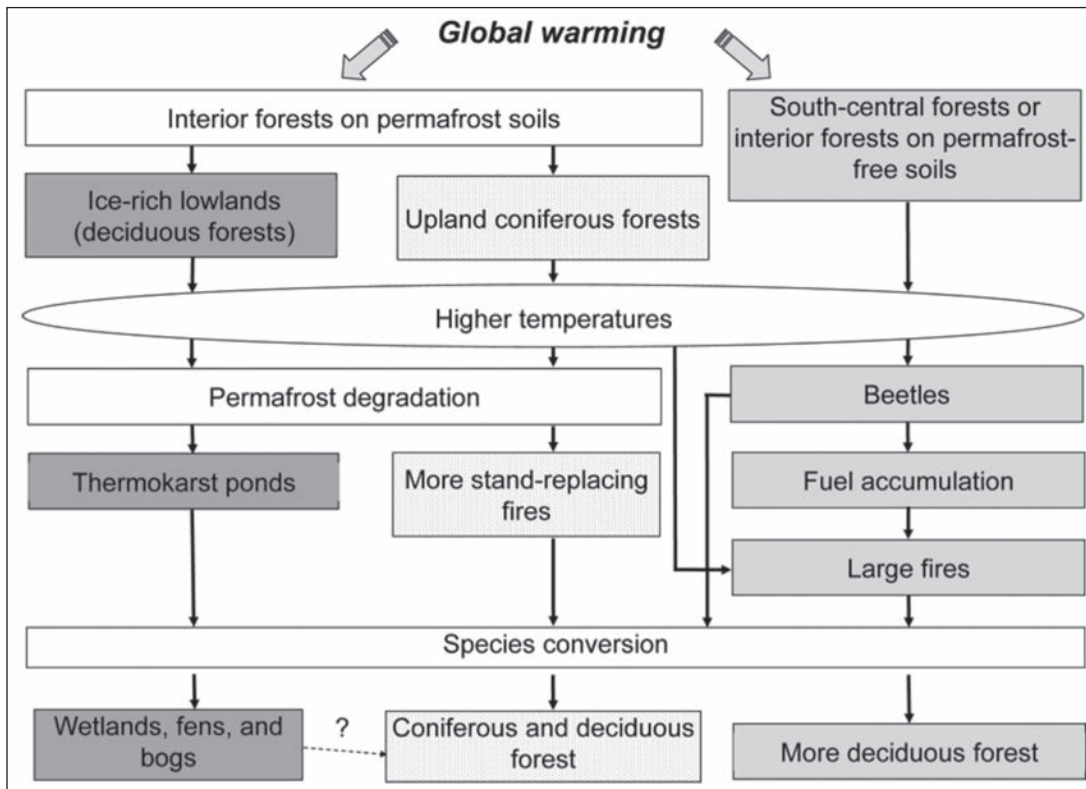 Global warming
Interior forests on permafrost soils
South-central forests or
interior forests on permafrost-
free soils
Ice-rich lowlands
(deciduous forests)
Upland coniferous forests
Higher temperatures
Permafrost degradation
Beetles
Thermokarst ponds
More stand-replacing
fires
Fuel accumulation
Large fires
Species conversion
Wetlands, fens, and
bogs
?
Coniferous and deciduous
forest
More deciduous forest